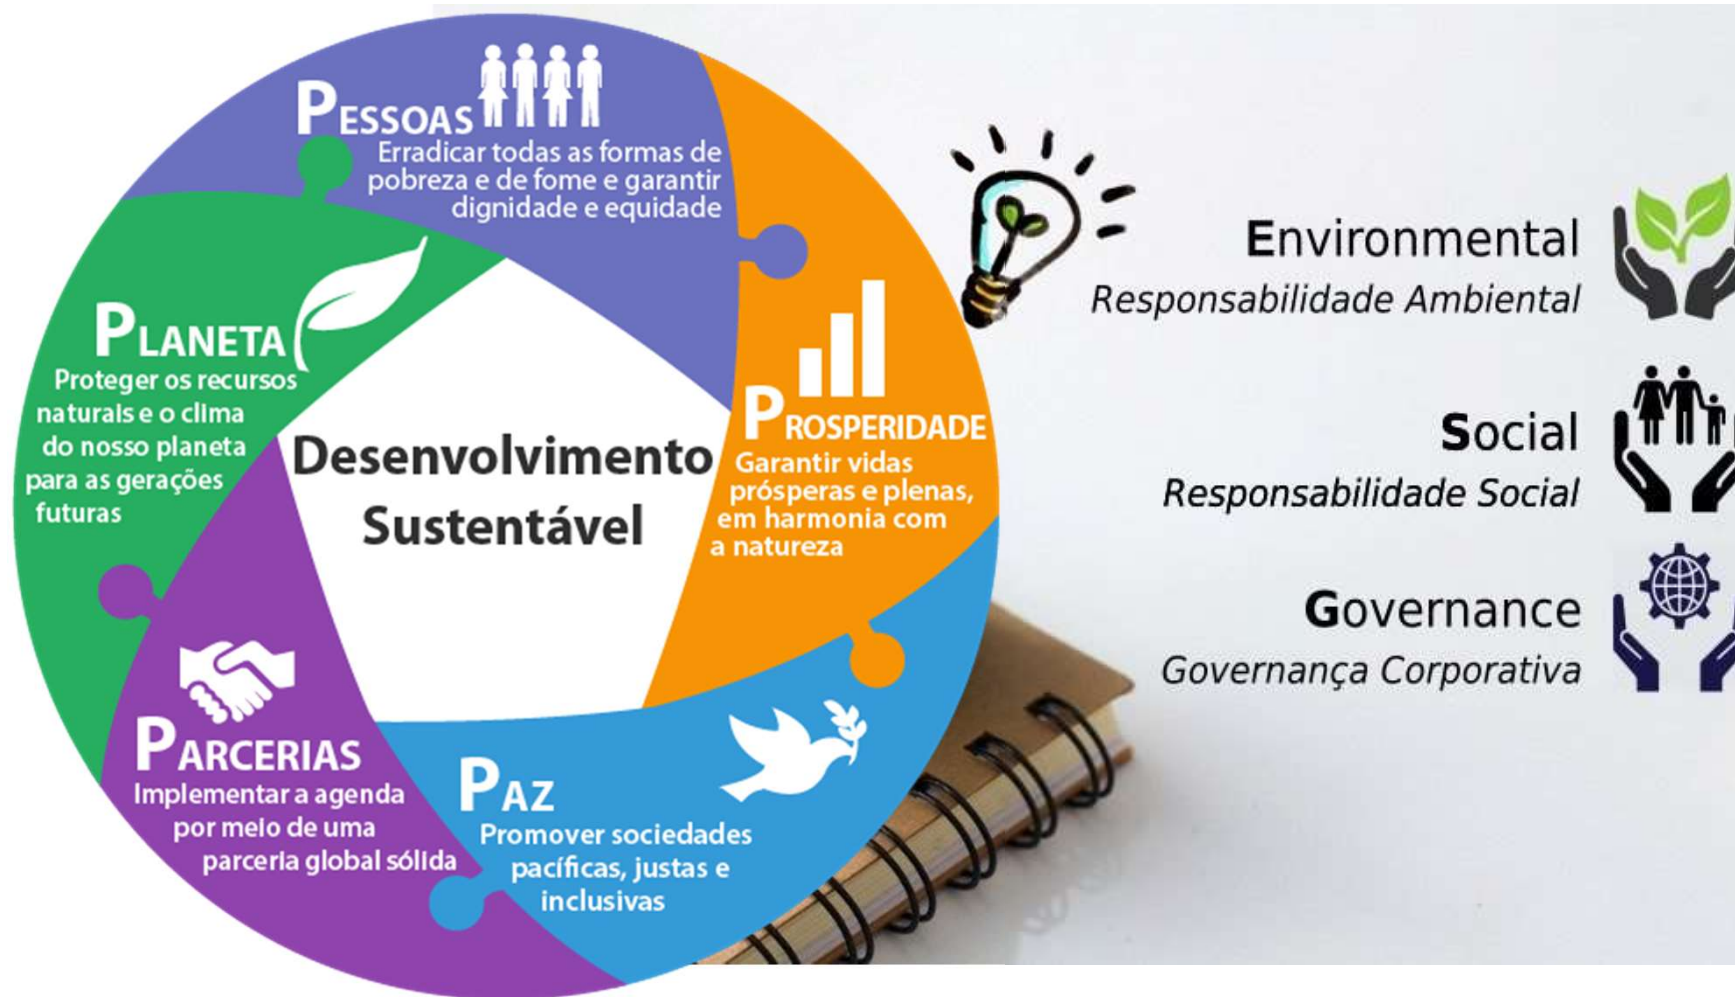 PESSOAS
Erradicar todas as formas de
pobreza e de fome e garantir
dignidade e equidade
PROSPERIDADE
Garantir vidas
prósperas e plenas,
em harmonia com
a natureza
PAZ
Promover sociedades
pacíficas, justas e
inclusivas
PARCERIAS
Implementar a agenda
por meio de uma
parceria global sólida
PLANETA
Proteger os recursos
naturais e o clima
do nosso planeta
para as gerações
futuras
Desenvolvimento
Sustentável
Environmental
Responsabilidade Ambiental
Social
Responsabilidade Social
Governance
Governança Corporativa